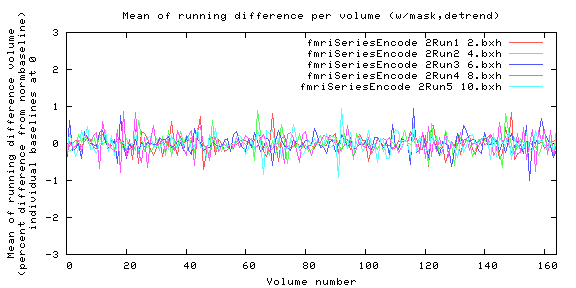 Mean of running difference per volume (w/mask,detrend)
fmriSeriesEncode 2Run1 2.bxh
fmriSeriesEncode 2Run2 4.bxh
fmriSeriesEncode 2Run3 6.bxh
fmriSeriesEncode 2Run4 8.bxh
fmriSeriesEncode 2Run5 10.bxh
Mean of running difference volume
(percent difference from normbaseline)
individual baselines at 0
3
2
1
0
-1
-2
-3
0 20 40 60 80 100 120 140 160
Volume number